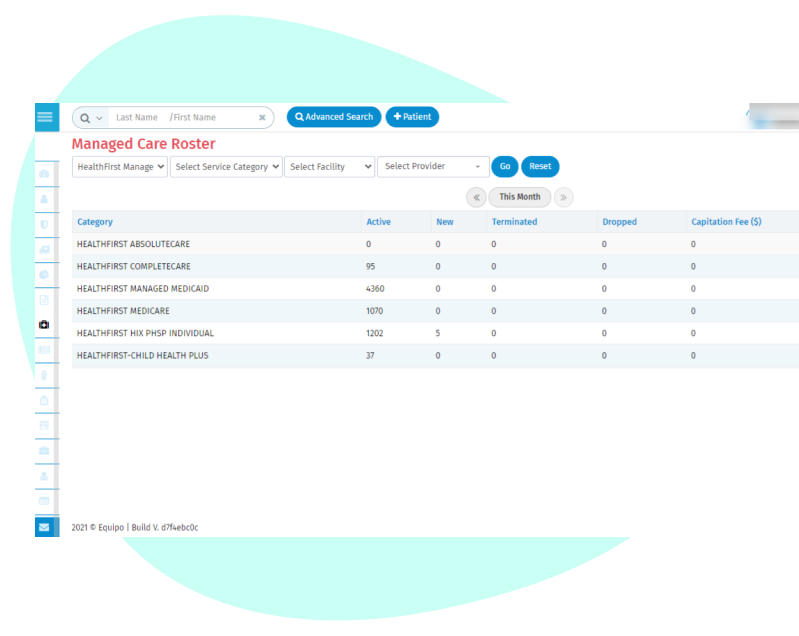 Last Name /First Name
Advanced Search
Patient
Managed Care Roster
HealthFirst Manage Select Service Category Select Facility Select Provider Go Reset
This Month
Category Active New Terminated Dropped Capitation Fee ($)
HEALTHFIRST ABSOLUTECARE 0 0 0 0 0
HEALTHFIRST COMPLETECARE 95 0 0 0 0
HEALTHFIRST MANAGED MEDICAID 4360 0 0 0 0
HEALTHFIRST MEDICARE 1070 0 0 0 0
HEALTHFIRST HIX PHSP INDIVIDUAL 1202 5 0 0 0
HEALTHFIRST-CHILD HEALTH PLUS 37 0 0 0 0
2021 © Equipo | Build V. d7f4ebc0c